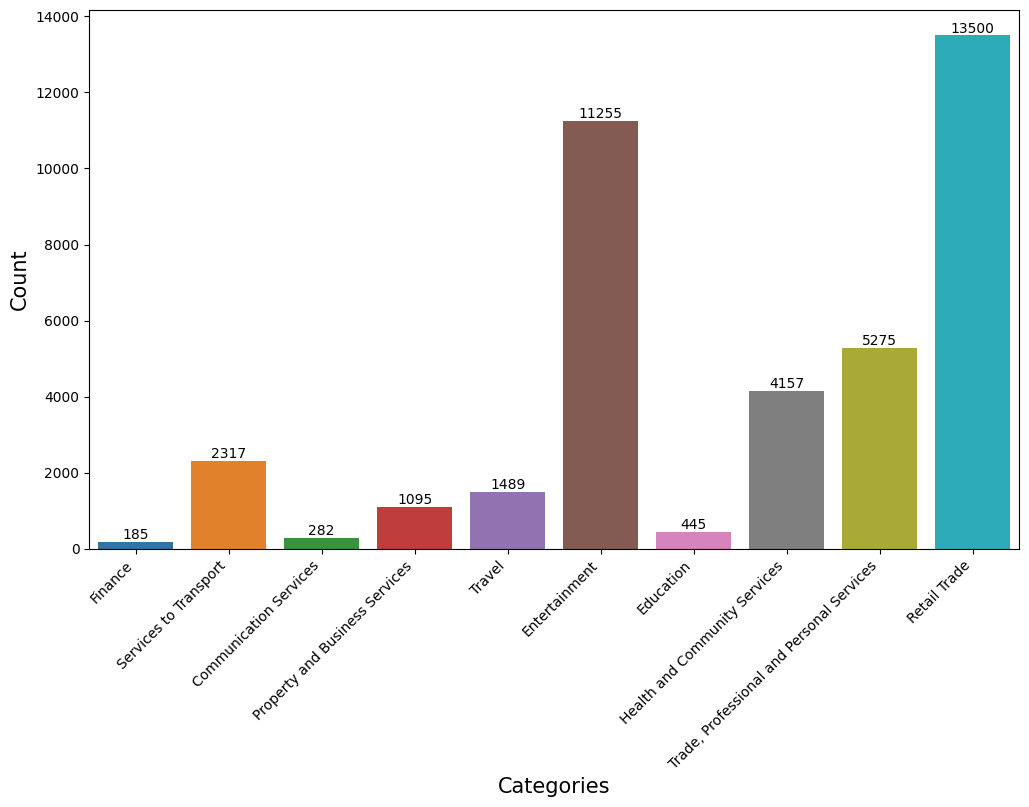 14000
12000
10000
8000
6000
4000
2000
0
Count
185
2317
282
1095
1489
11255
445
4157
5275
13500
Finance
Services to Transport
Communication Services
Property and Business Services
Travel
Entertainment
Education
Health and Community Services
Trade, Professional and Personal Services
Retail Trade
Categories